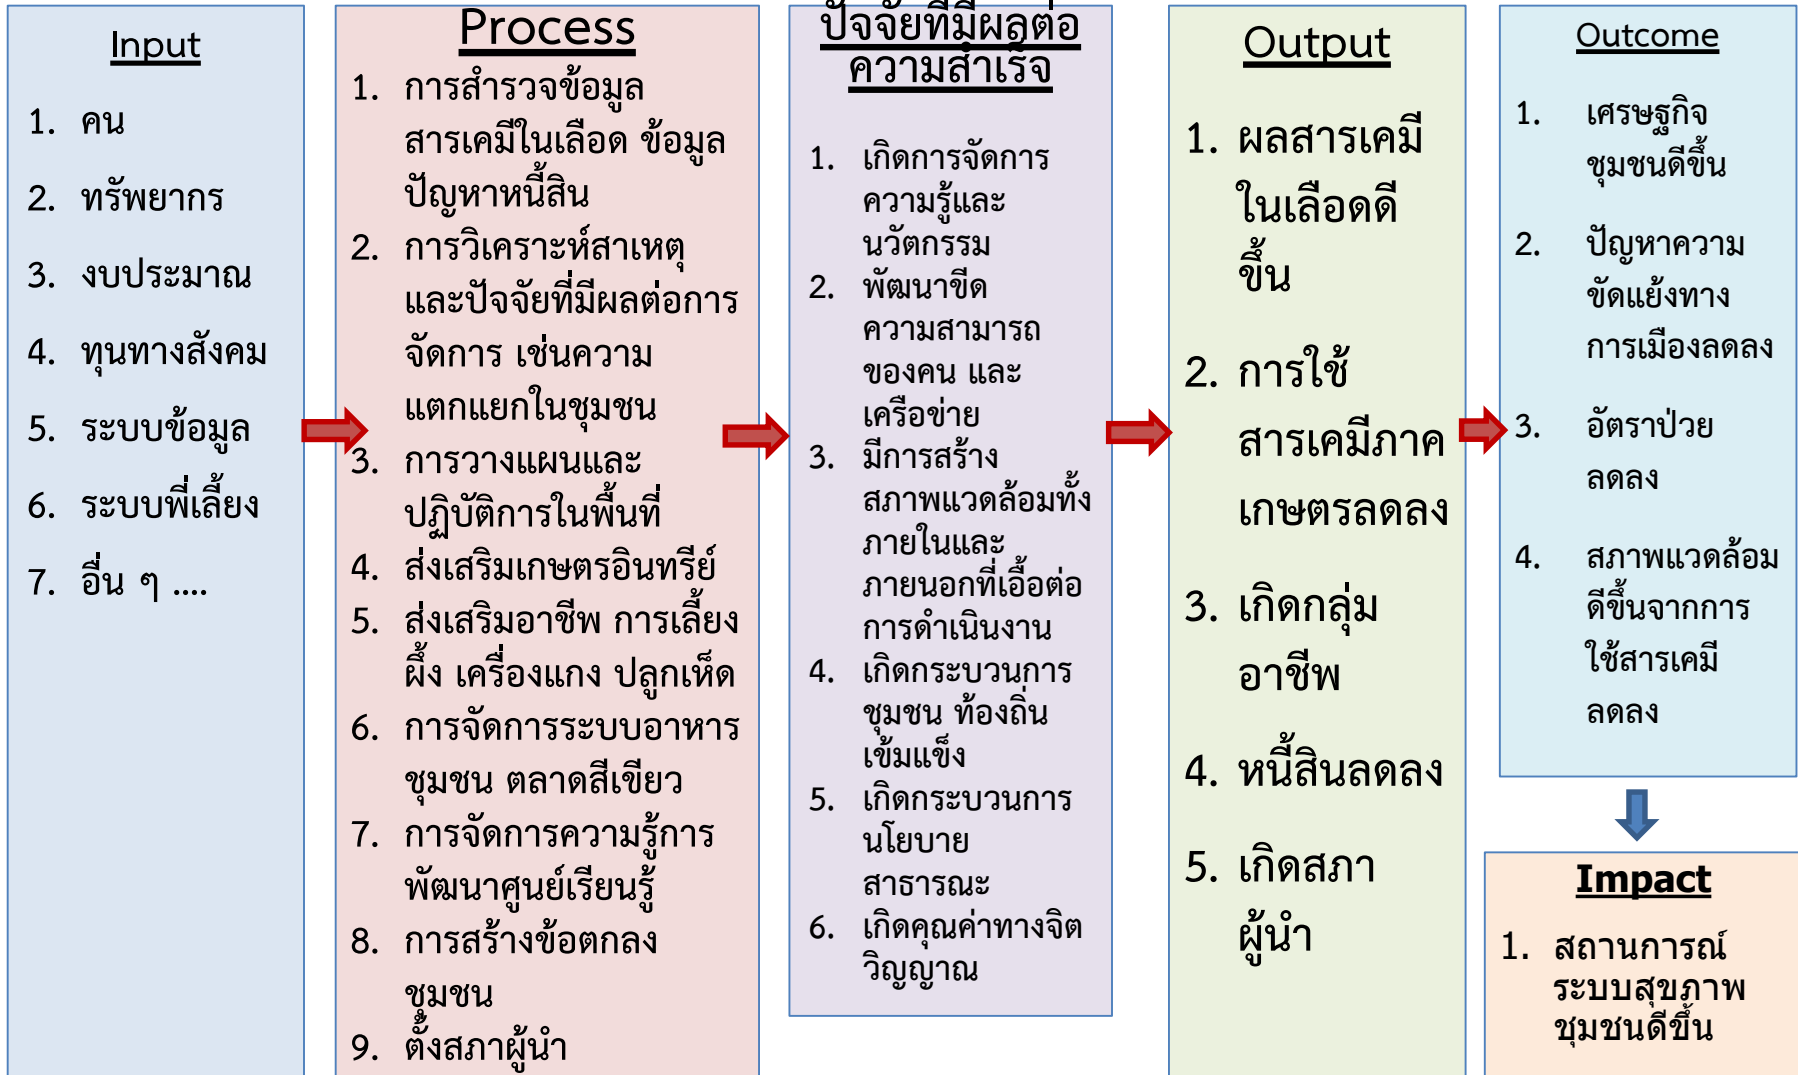 Input
1. คน
2. ทรัพยากร
3. งบประมาณ
4. ทุนทางสังคม
5. ระบบข้อมูล
6. ระบบพี่เลี้ยง
7. อื่น ๆ ....
Process
1. การสำรวจข้อมูล
สารเคมีในเลือด ข้อมูล
ปัญหาหนี้สิน
2. การวิเคราะห์สาเหตุ
และปัจจัยที่มีผลต่อการ
จัดการ เช่นความ
แตกแยกในชุมชน
3. การวางแผนและ
ปฏิบัติการในพื้นที่
4. ส่งเสริมเกษตรอินทรีย์
5. ส่งเสริมอาชีพ การเลี้ยง
ผึ้ง เครื่องแกง ปลูกเห็ด
6. การจัดการระบบอาหาร
ชุมชน ตลาดสีเขียว
7. การจัดการความรู้การ
พัฒนาศูนย์เรียนรู้
8. การสร้างข้อตกลง
ชุมชน
9. ตั้งสภาผู้นำ
ปัจจัยที่มีผลต่อ
ความสำเร็จ
1. เกิดการจัดการ
ความรู้และ
นวัตกรรม
2. พัฒนาขีด
ความสามารถ
ของคน และ
เครือข่าย
3. มีการสร้าง
สภาพแวดล้อมทั้ง
ภายในและ
ภายนอกที่เอื้อต่อ
การดำเนินงาน
4. เกิดกระบวนการ
ชุมชน ท้องถิ่น
เข้มแข็ง
5. เกิดกระบวนการ
นโยบาย
สาธารณะ
6. เกิดคุณค่าทางจิต
วิญญาณ
Output
1. ผลสารเคมี
ในเลือดดี
ขึ้น
2. การใช้
สารเคมีภาค
เกษตรลดลง
3. เกิดกลุ่ม
อาชีพ
4. หนี้สินลดลง
5. เกิดสภา
ผู้นำ
Outcome
1. เศรษฐกิจ
ชุมชนดีขึ้น
2. ปัญหาความ
ขัดแย้งทาง
การเมืองลดลง
3. อัตราป่วย
ลดลง
4. สภาพแวดล้อม
ดีขึ้นจากการ
ใช้สารเคมี
ลดลง
Impact
1. สถานการณ์
ระบบสุขภาพ
ชุมชนดีขึ้น